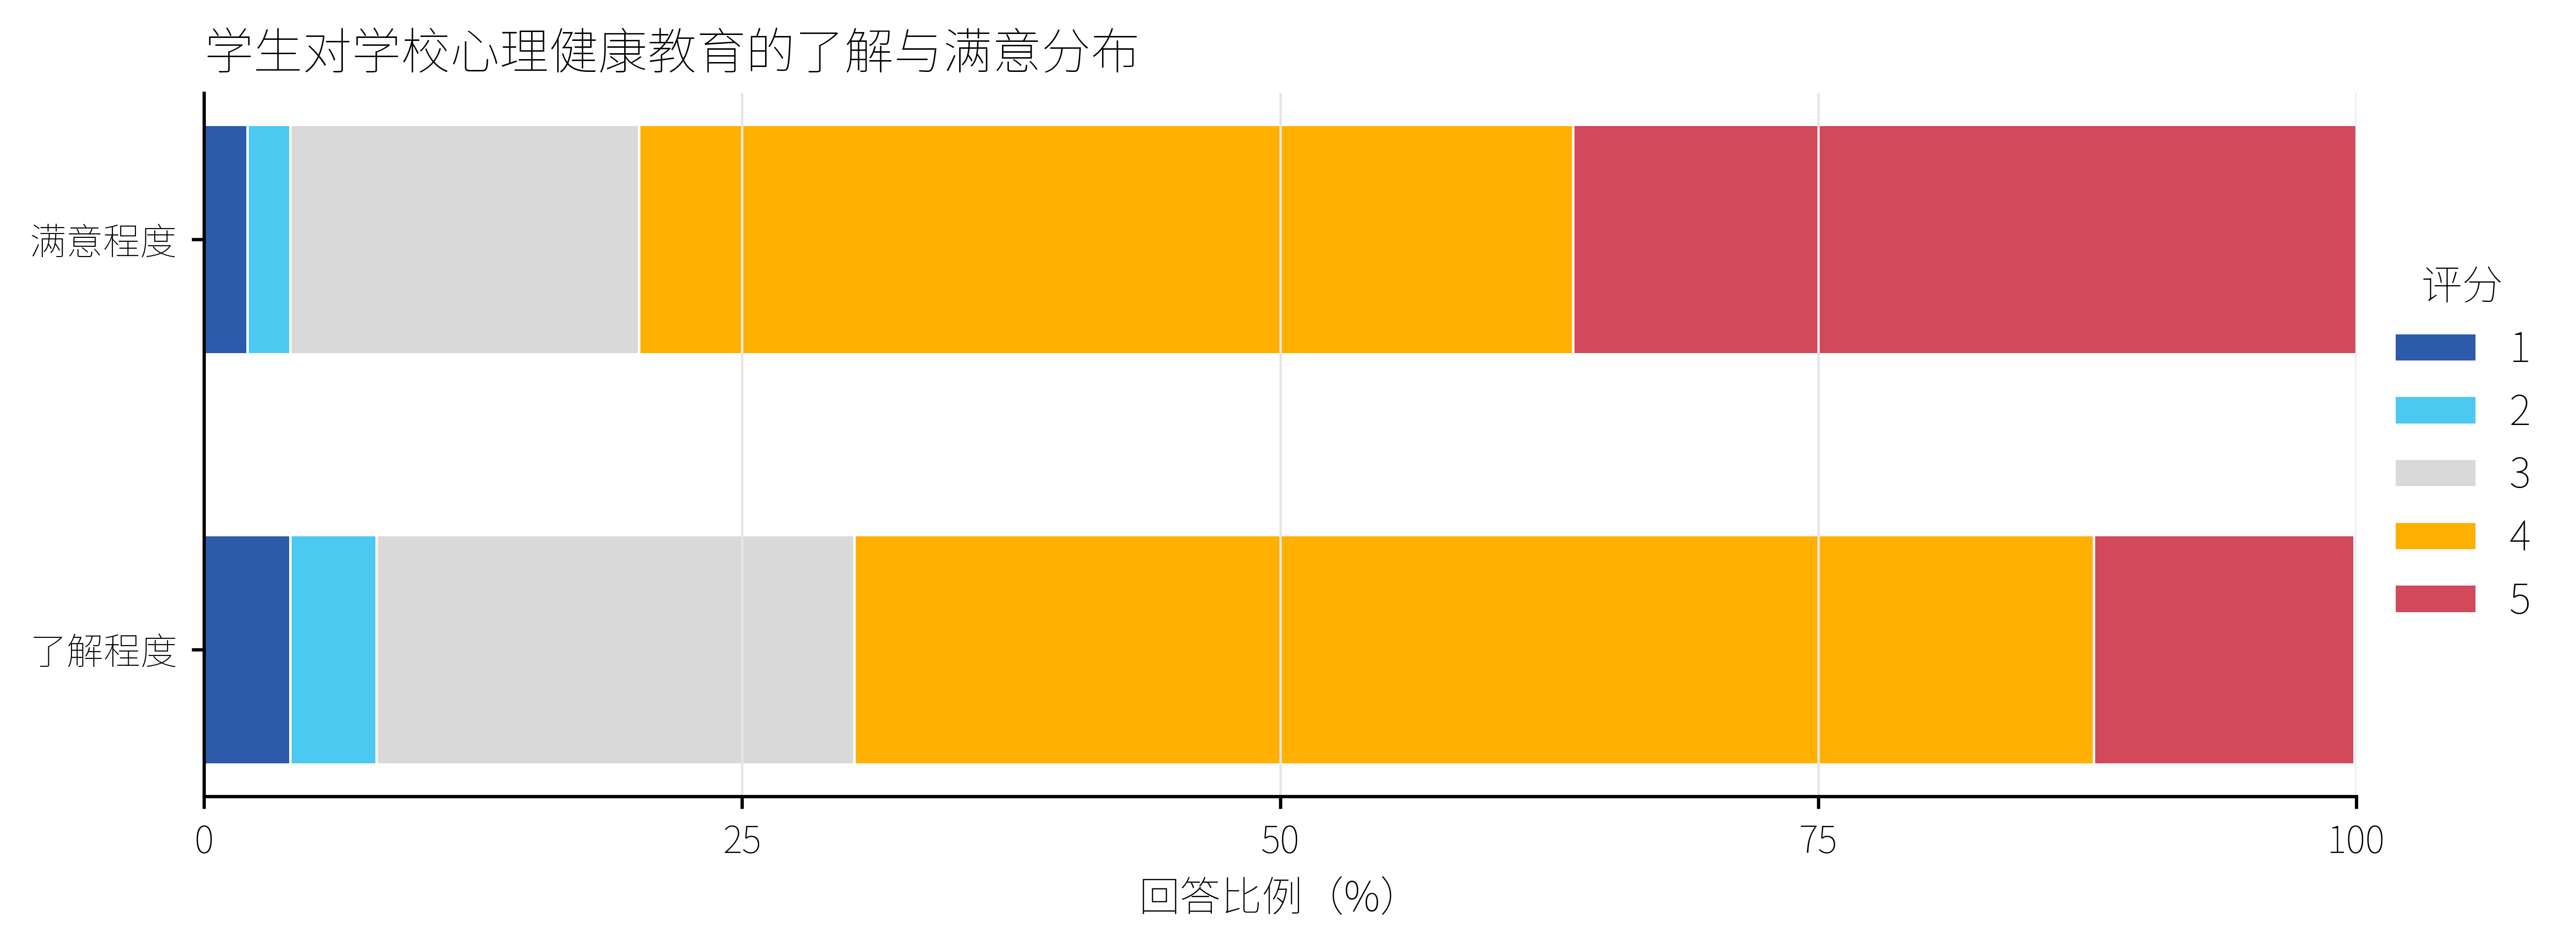 学生对学校心理健康教育的了解与满意分布
满意程度
了解程度
0 25 50 75 100
回答比例（%）
评分
1
2
3
4
5